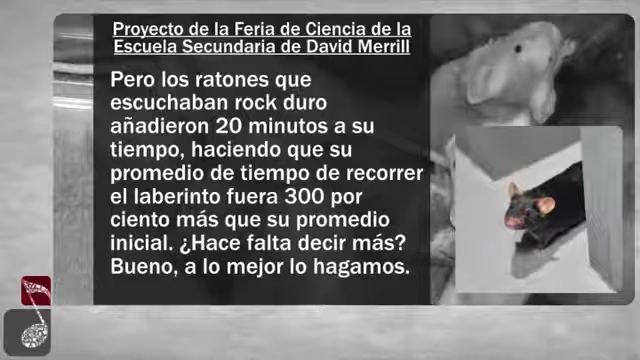 Proyecto de la Feria de Ciencia de la
Escuela Secundaria de David Merrill
Pero los ratones que
escuchaban rock duro
añadieron 20 minutos a su
tiempo, haciendo que su
promedio de tiempo de recorrer
el laberinto fuera 300 por
ciento más que su promedio
inicial. ¿Hace falta decir más?
Bueno, a lo mejor lo hagamos.